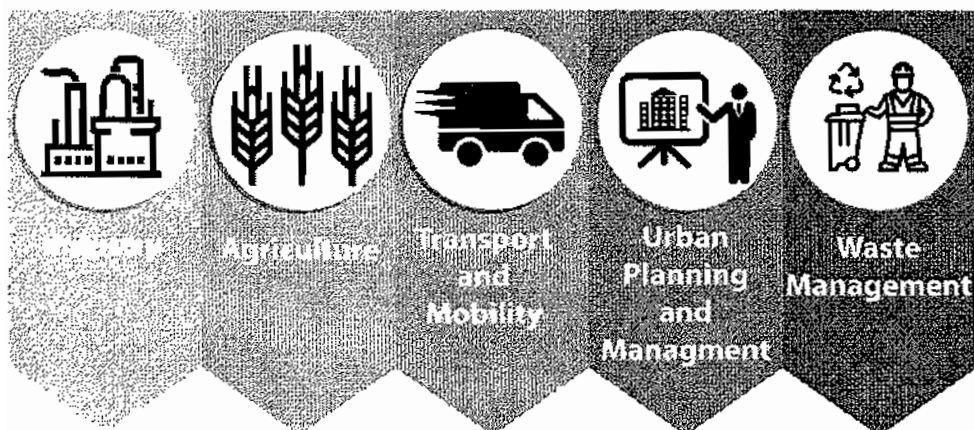 Agriculture
Transport
and
Mobility
Urban
Planning
and
Managment
Waste
Management